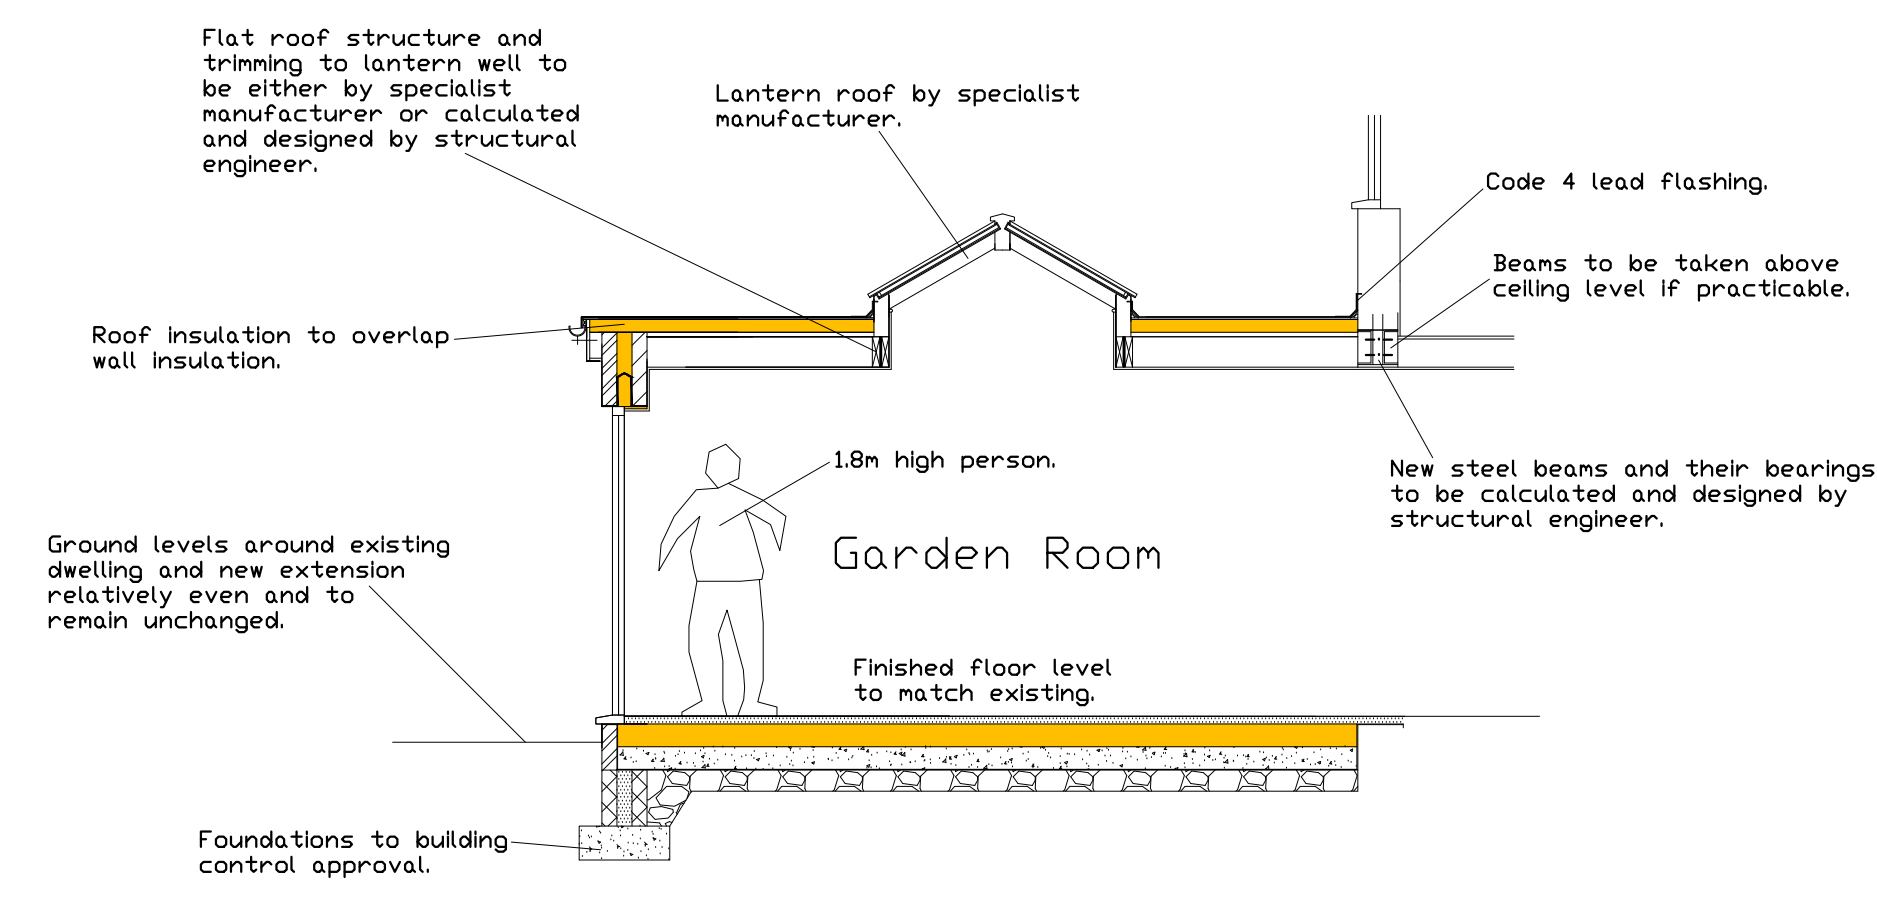 Flat roof structure and
trimming to lantern well to
be either by specialist
manufacturer or calculated
and designed by structural
engineer.
Lantern roof by specialist
manufacturer.
Code 4 lead flashing.
Beams to be taken above
ceiling level if practicable.
Roof insulation to overlap
wall insulation.
1.8m high person.
New steel beams and their bearings
to be calculated and designed by
structural engineer.
Garden Room
Ground levels around existing
dwelling and new extension
relatively even and to
remain unchanged.
Finished floor level
to match existing.
Foundations to building
control approval.